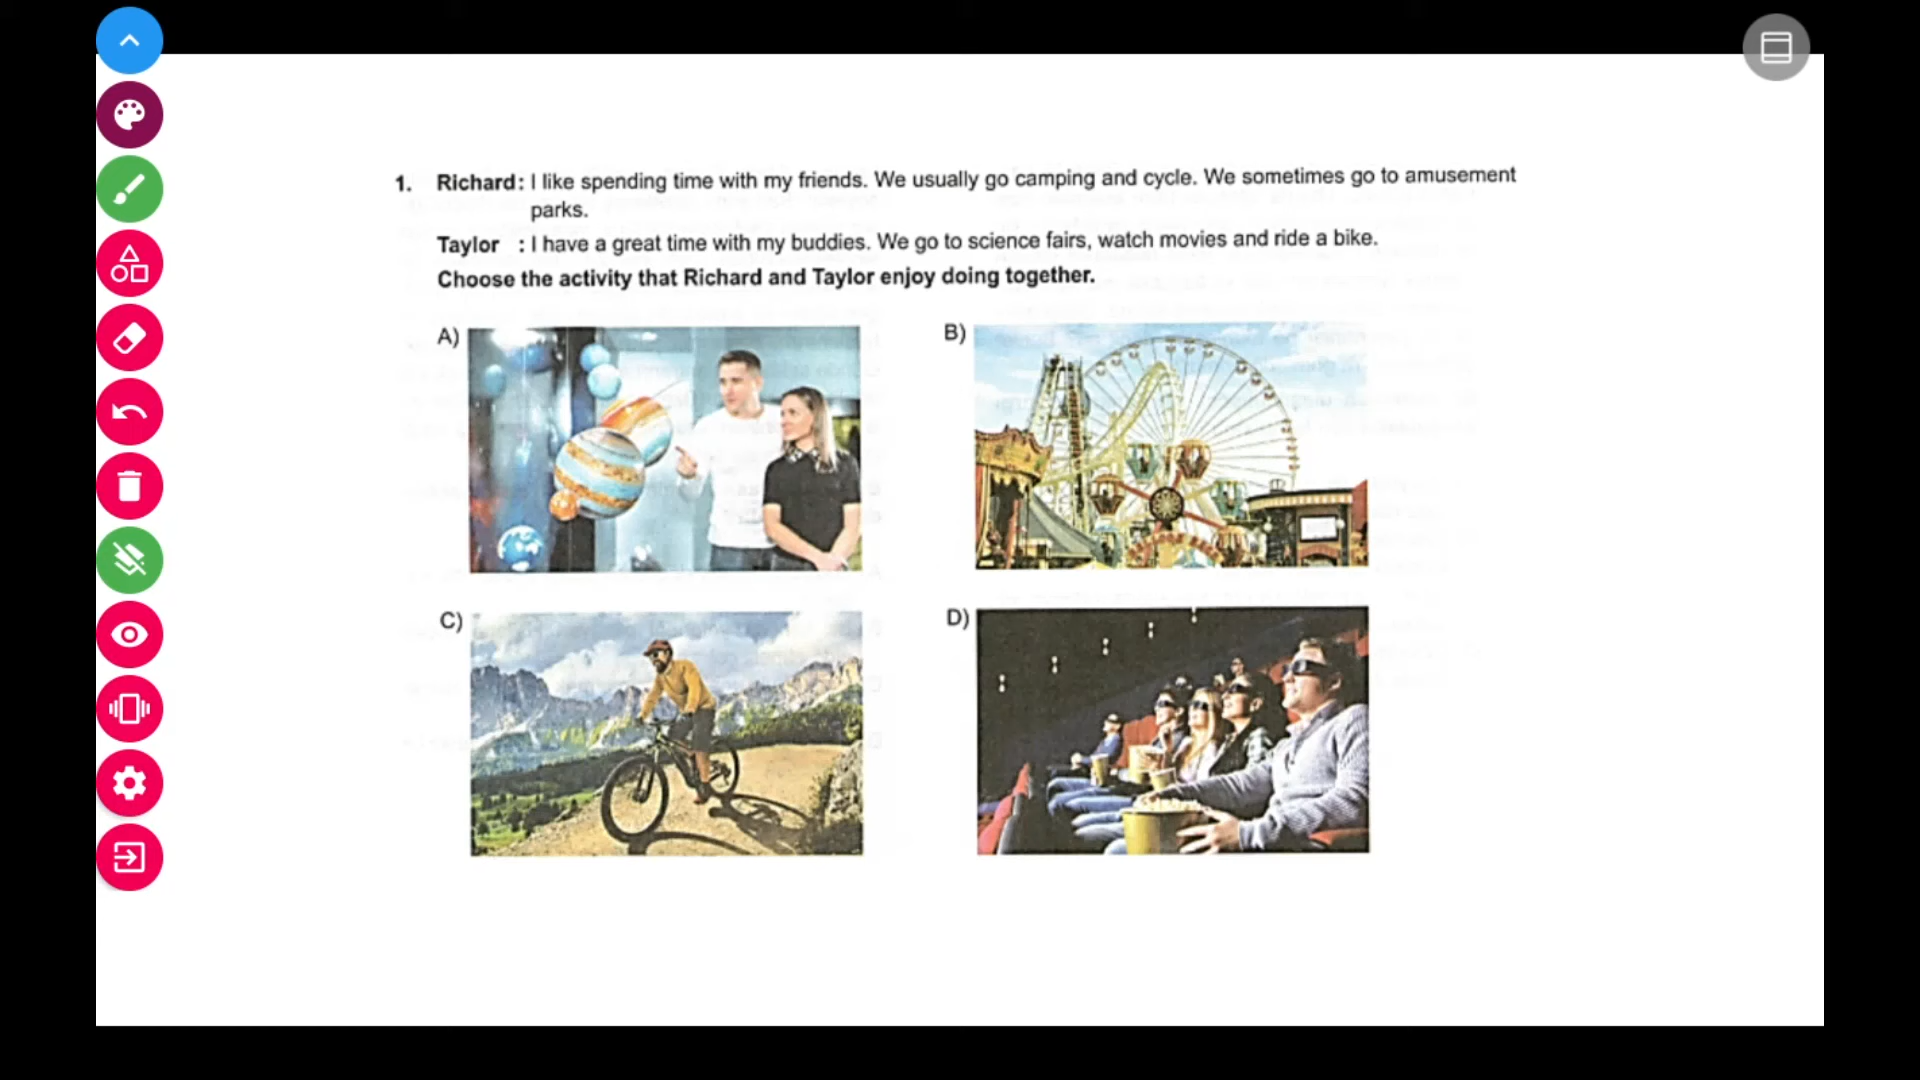 1. Richard: I like spending time with my friends. We usually go camping and cycle. We sometimes go to amusement
parks.
Taylor : I have a great time with my buddies. We go to science fairs, watch movies and ride a bike.
Choose the activity that Richard and Taylor enjoy doing together.
A)
B)
C)
D)